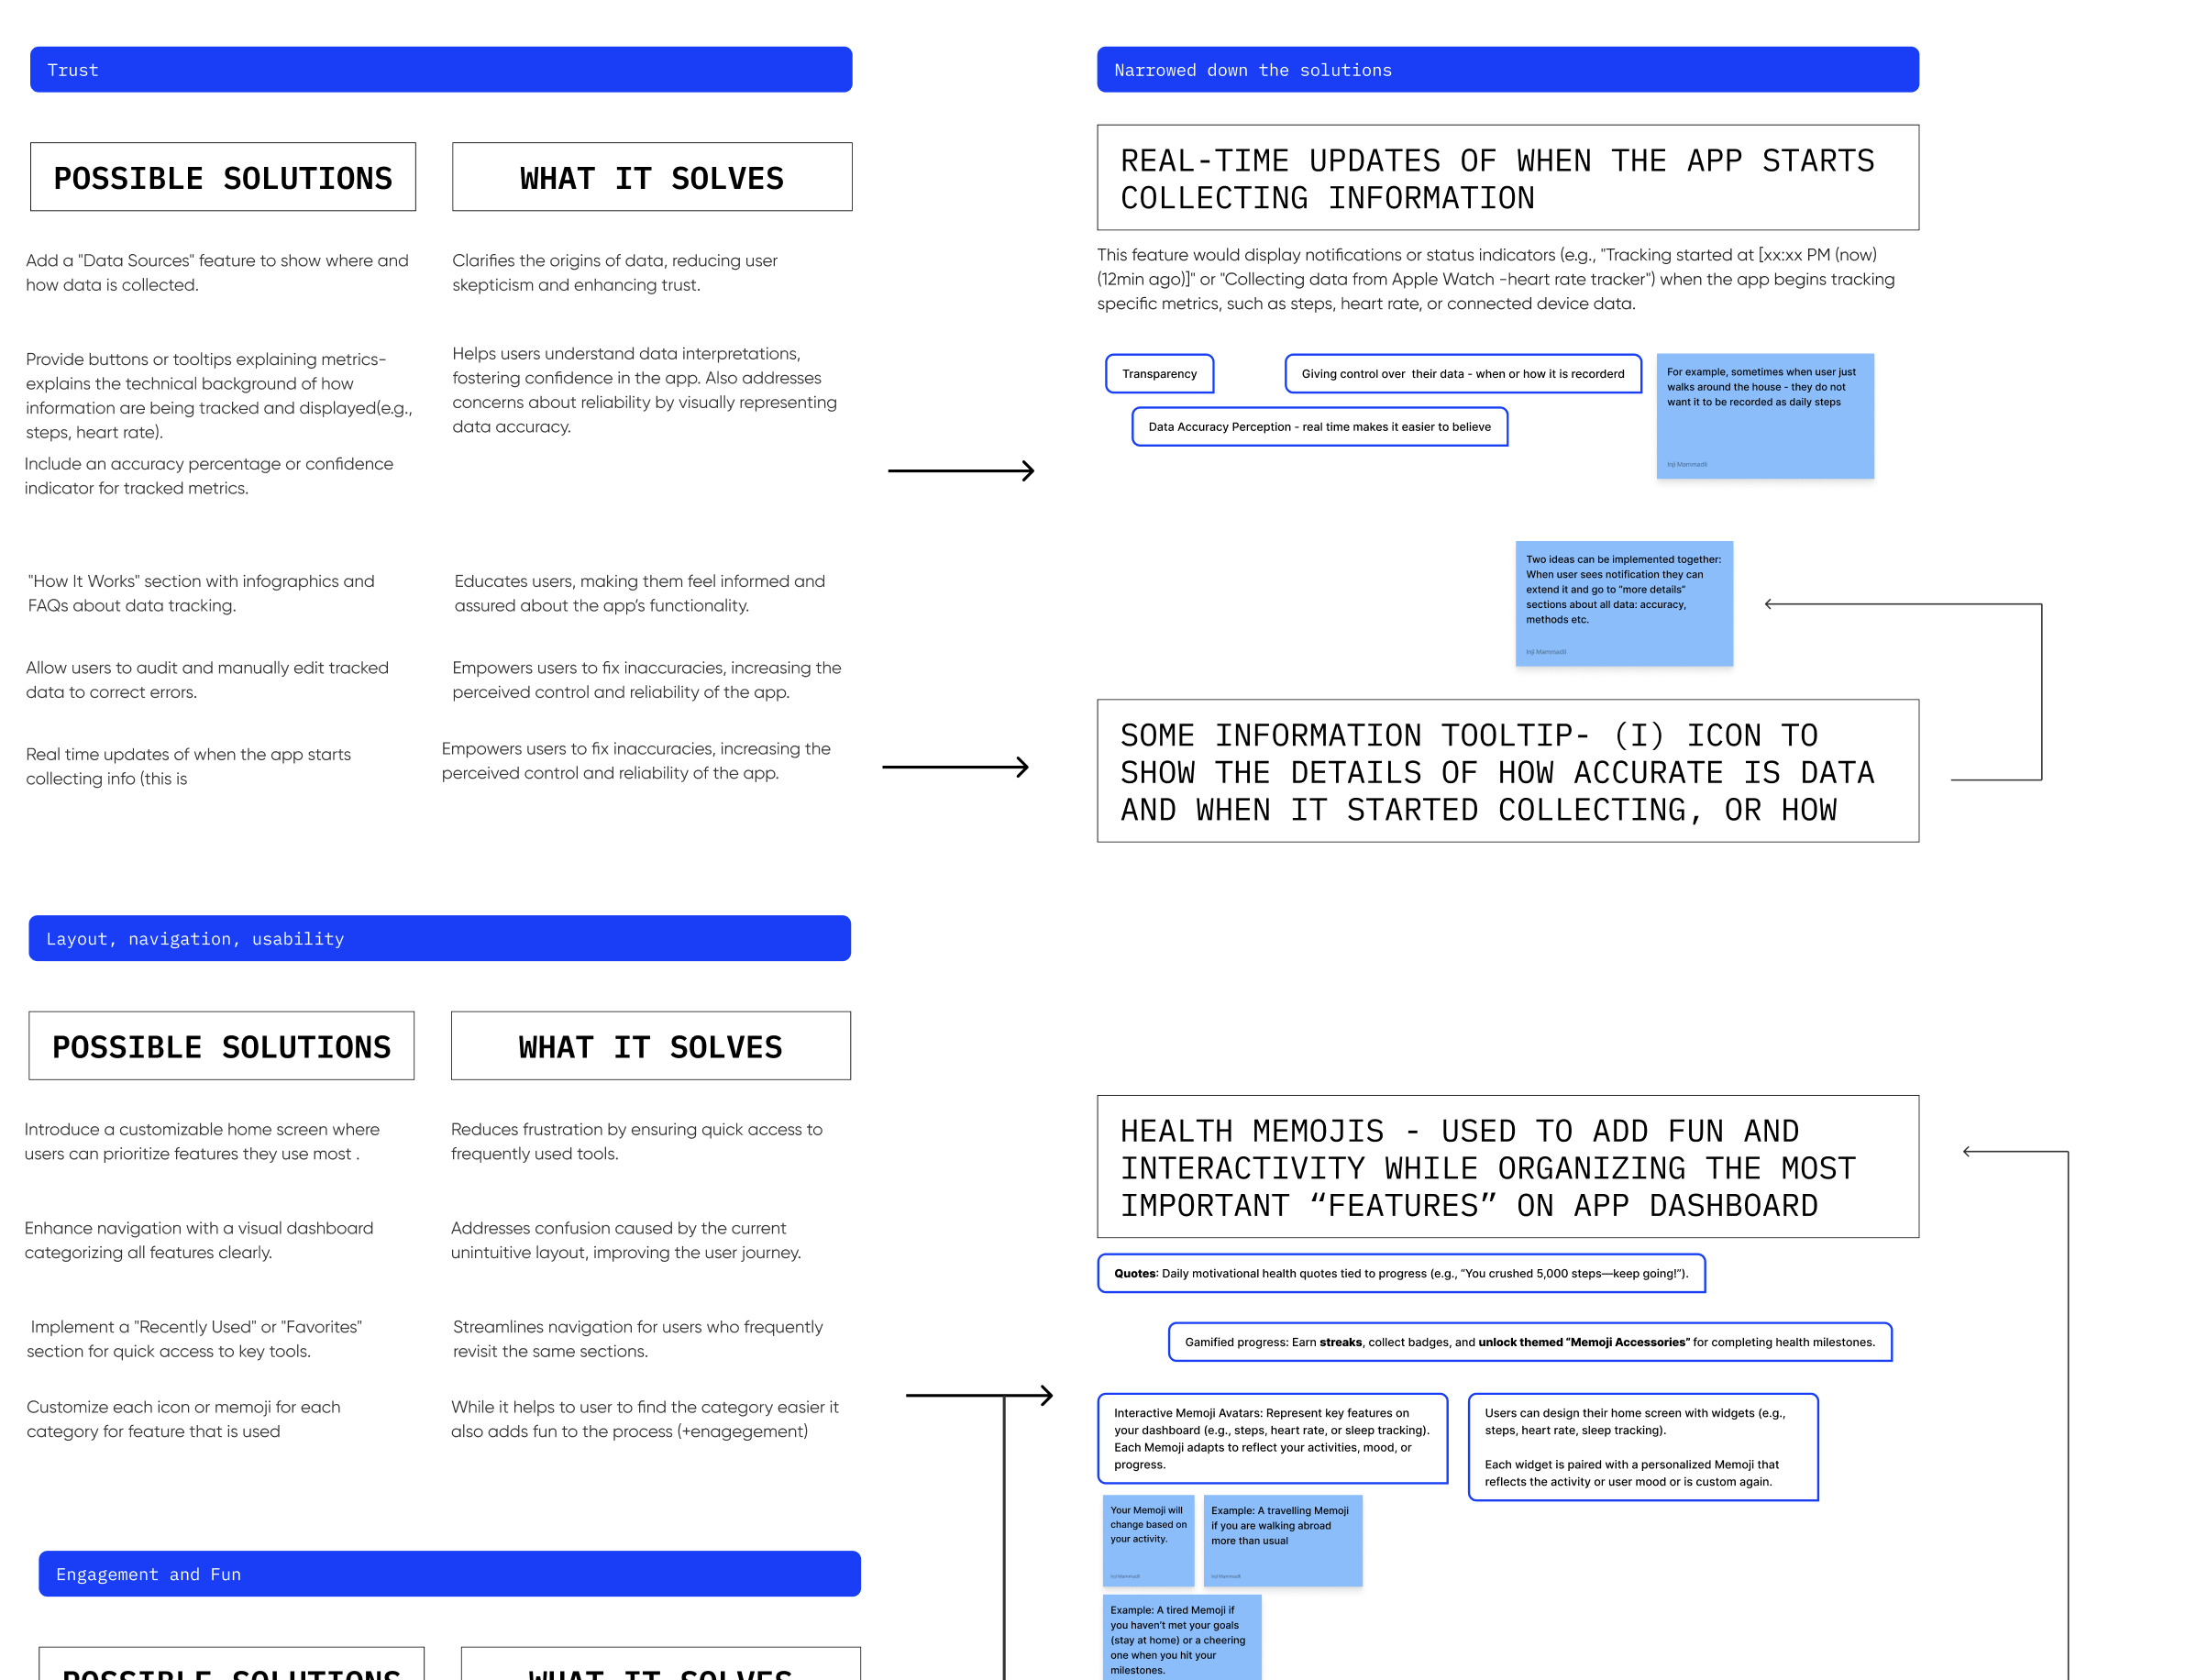 Trust
POSSIBLE SOLUTIONS
WHAT IT SOLVES
Add a "Data Sources" feature to show where and
how data is collected.
Clarifies the origins of data, reducing user
skepticism and enhancing trust.
Provide buttons or tooltips explaining metrics-
explains the technical background of how
information are being tracked and displayed(e.g.,
steps, heart rate).
Helps users understand data interpretations,
fostering confidence in the app. Also addresses
concerns about reliability by visually representing
data accuracy.
Include an accuracy percentage or confidence
indicator for tracked metrics.
"How It Works" section with infographics and
FAQs about data tracking.
Educates users, making them feel informed and
assured about the app's functionality.
Allow users to audit and manually edit tracked
data to correct errors.
Empowers users to fix inaccuracies, increasing the
perceived control and reliability of the app.
Real time updates of when the app starts
collecting info (this is
Empowers users to fix inaccuracies, increasing the
perceived control and reliability of the app.
Narrowed down the solutions
REAL-TIME UPDATES OF WHEN THE APP STARTS
COLLECTING INFORMATION
This feature would display notifications or status indicators (e.g., "Tracking started at [xx:xx PM (now)
(12min ago)]" or "Collecting data from Apple Watch -heart rate tracker") when the app begins tracking
specific metrics, such as steps, heart rate, or connected device data.
Transparency
Giving control over  their data - when or how it is recorderd
Data Accuracy Perception - real time makes it easier to believe
For example, sometimes when user just
walks around the house - they do not
want it to be recorded as daily steps
Inji Mammadli
Two ideas can be implemented together:
When user sees notification they can
extend it and go to "more details"
sections about all data: accuracy,
methods etc.
Inji Mammadli
SOME INFORMATION TOOLTIP- (I) ICON TO
SHOW THE DETAILS OF HOW ACCURATE IS DATA
AND WHEN IT STARTED COLLECTING, OR HOW
Layout, navigation, usability
POSSIBLE SOLUTIONS
WHAT IT SOLVES
Introduce a customizable home screen where
users can prioritize features they use most .
Reduces frustration by ensuring quick access to
frequently used tools.
Enhance navigation with a visual dashboard
categorizing all features clearly.
Addresses confusion caused by the current
unintuitive layout, improving the user journey.
Implement a "Recently Used" or "Favorites"
section for quick access to key tools.
Streamlines navigation for users who frequently
revisit the same sections.
Customize each icon or memoji for each
category for feature that is used
While it helps to user to find the category easier it
also adds fun to the process (+enagegement)
HEALTH MEMOJIS - USED TO ADD FUN AND
INTERACTIVITY WHILE ORGANIZING THE MOST
IMPORTANT “FEATURES” ON APP DASHBOARD
Quotes: Daily motivational health quotes tied to progress (e.g., “You crushed 5,000 steps—keep going!”).
Gamified progress: Earn streaks, collect badges, and unlock themed “Memoji Accessories” for completing health milestones.
Interactive Memoji Avatars: Represent key features on
your dashboard (e.g., steps, heart rate, or sleep tracking).
Each Memoji adapts to reflect your activities, mood, or
progress.
Users can design their home screen with widgets (e.g.,
steps, heart rate, sleep tracking).
Each widget is paired with a personalized Memoji that
reflects the activity or user mood or is custom again.
Your Memoji will
change based on
your activity.
Inji Mammadli
Example: A travelling Memoji
if you are walking abroad
more than usual
Inji Mammadli
Example: A tired Memoji if
you haven’t met your goals
(stay at home) or a cheering
one when you hit your
milestones.
Engagement and Fun
POSSIBLE SOLUTIONS
WHAT IT SOLVES